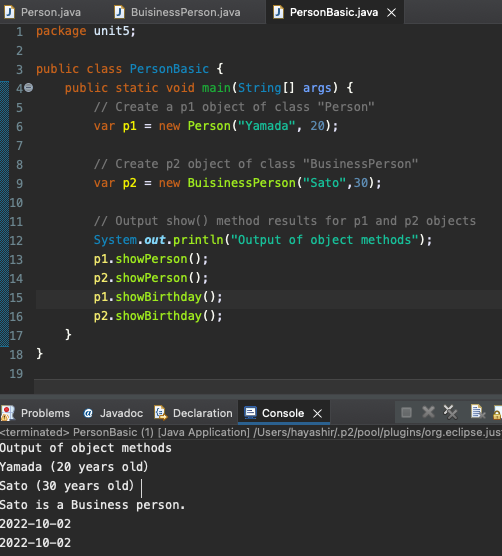 Person.java BuisinessPerson.java PersonBasic.java
1 package unit5;
2
3 public class PersonBasic {
4 public static void main(String[] args) {
5 // Create a p1 object of class "Person"
6 var p1 = new Person("Yamada", 20);
7
8 // Create p2 object of class "BusinessPerson"
9 var p2 = new BuisinessPerson("Sato",30);
10
11 // Output show() method results for p1 and p2 objects
12 System.out.println("Output of object methods");
13 p1.showPerson();
14 p2.showPerson();
15 p1.showBirthday();
16 p2.showBirthday();
17 }
18 }
19
Problems @ Javadoc Declaration Console
<terminated> PersonBasic (1) [Java Application] /Users/hayashir/.p2/pool/plugins/org.eclipse.jus
Output of object methods
Yamada (20 years old)
Sato (30 years old)
Sato is a Business person.
2022-10-02
2022-10-02